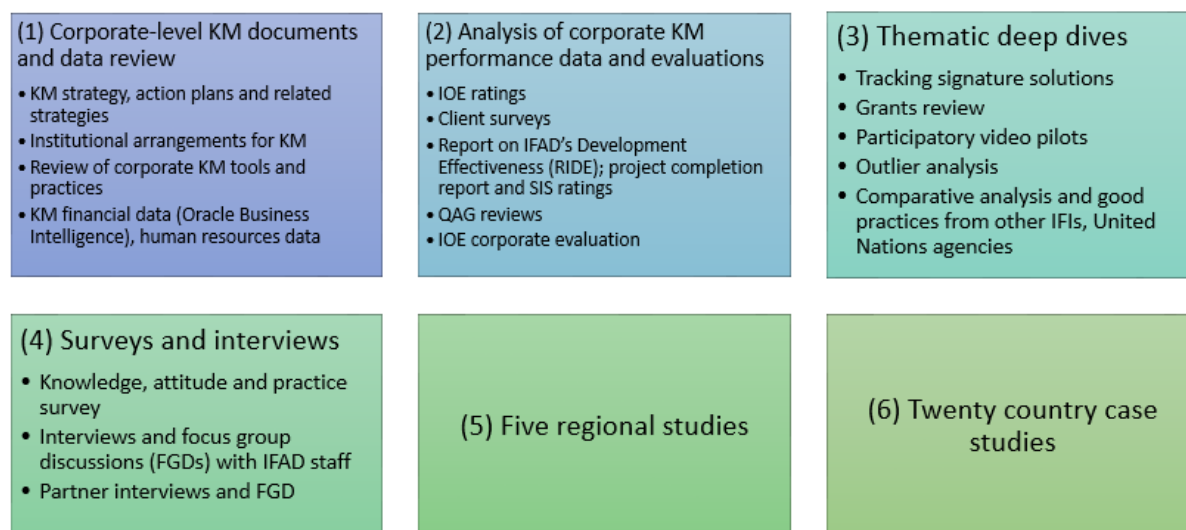 (1) Corporate-level KM documents
and data review
• KM strategy, action plans and related
strategies
• Institutional arrangements for KM
• Review of corporate KM tools and
practices
• KM financial data (Oracle Business
Intelligence), human resources data
(2) Analysis of corporate KM
performance data and evaluations
• IOE ratings
• Client surveys
• Report on IFAD's Development
Effectiveness (RIDE); project completion
report and SIS ratings
• QAG reviews
• IOE corporate evaluation
(3) Thematic deep dives
• Tracking signature solutions
• Grants review
• Participatory video pilots
• Outlier analysis
• Comparative analysis and good
practices from other IFIs, United
Nations agencies
(4) Surveys and interviews
• Knowledge, attitude and practice
survey
• Interviews and focus group
discussions (FGDs) with IFAD staff
• Partner interviews and FGD
(5) Five regional studies
(6) Twenty country case
studies